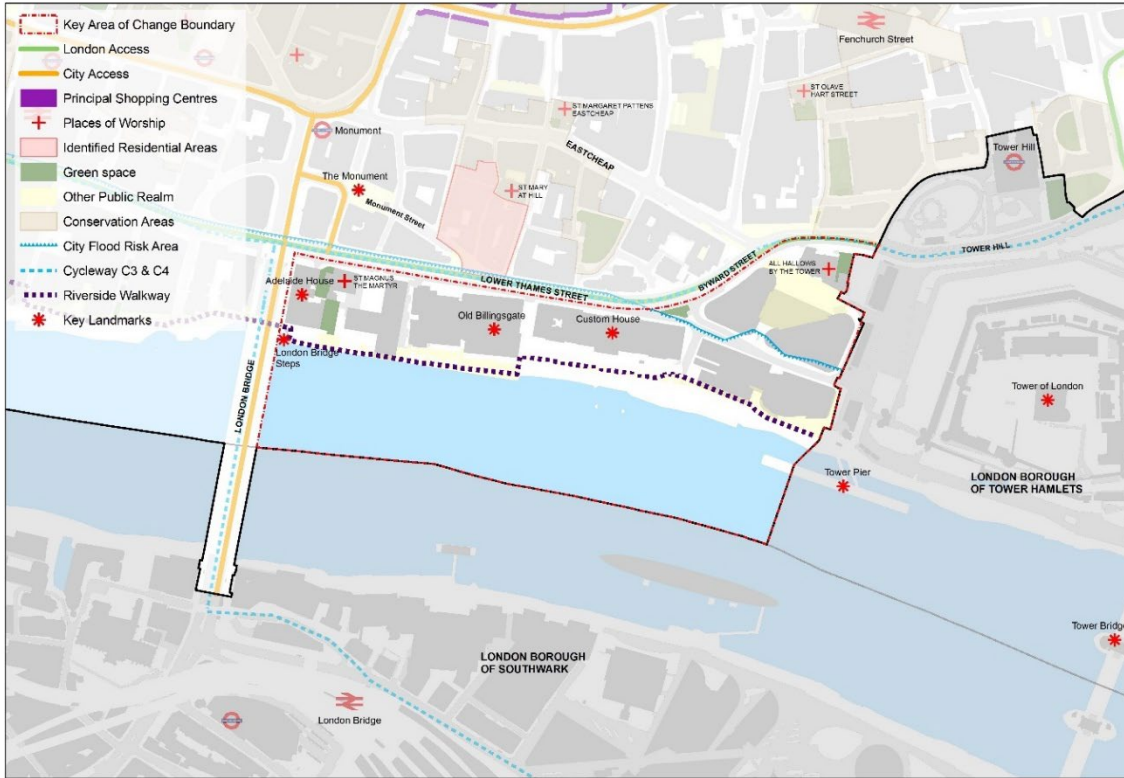 Key Area of Change Boundary
London Access
City Access
Principal Shopping Centres
Places of Worship
Identified Residential Areas
Green space
Other Public Realm
Conservation Areas
City Flood Risk Area
Cycleway C3 & C4
Riverside Walkway
Key Landmarks
Fenchurch Street
ST OLAVE
HART STREET
ST MARGARET PATTENS
EASTCHEAP
Monument
EASTCHEAP
Tower Hill
The Monument
ST MARY
AT HILL
Monument Street
TOWER HILL
BYWARD STREET
ALL HALLOWS
BY THE TOWER
LOWER THAMES STREET
ST MAGNUS
THE MARTYR
Adelaide House
Old Billingsgate
Custom House
London Bridge
Steps
LONDON BRIDGE
Tower of London
Tower Pier
LONDON BOROUGH
OF TOWER HAMLETS
Tower Bridge
LONDON BOROUGH
OF SOUTHWARK
London Bridge